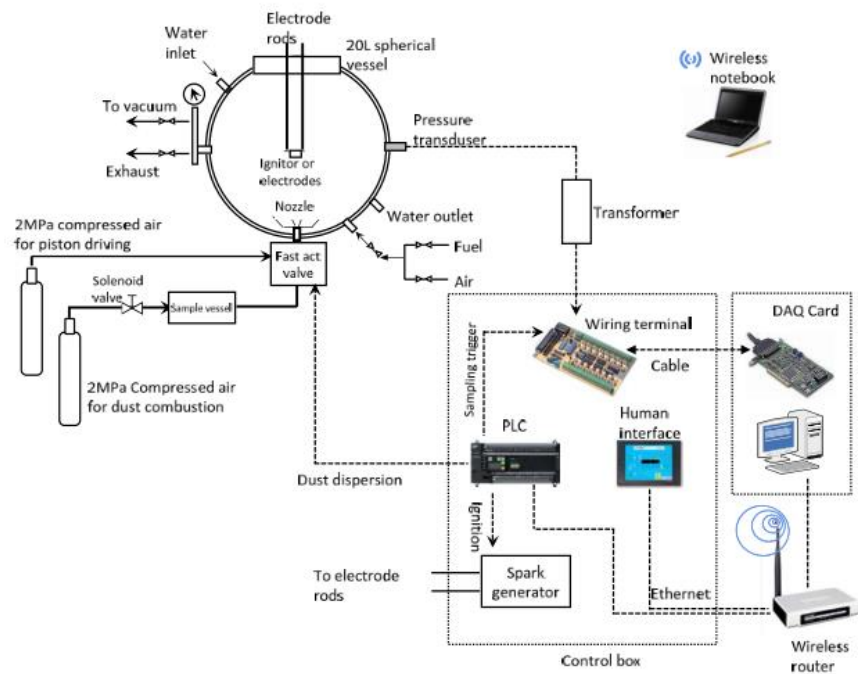 Electrode
rods
Water
inlet
20L spherical
vessel
Wireless
notebook
To vacuum
Pressure
transduser
Exhaust
Ignitor or
electrodes
Nozzle
Water outlet
Transformer
2MPa compressed air
for piston driving
Fast act
valve
Fuel
Air
Solenoid
valve
Sample vessel
Wiring terminal
DAQ Card
Sampling trigger
Cable
2MPa Compressed air
for dust combustion
PLC
Human
interface
Dust dispersion
Ignition
To electrode
rods
Spark
generator
Ethernet
Wireless
router
Control box